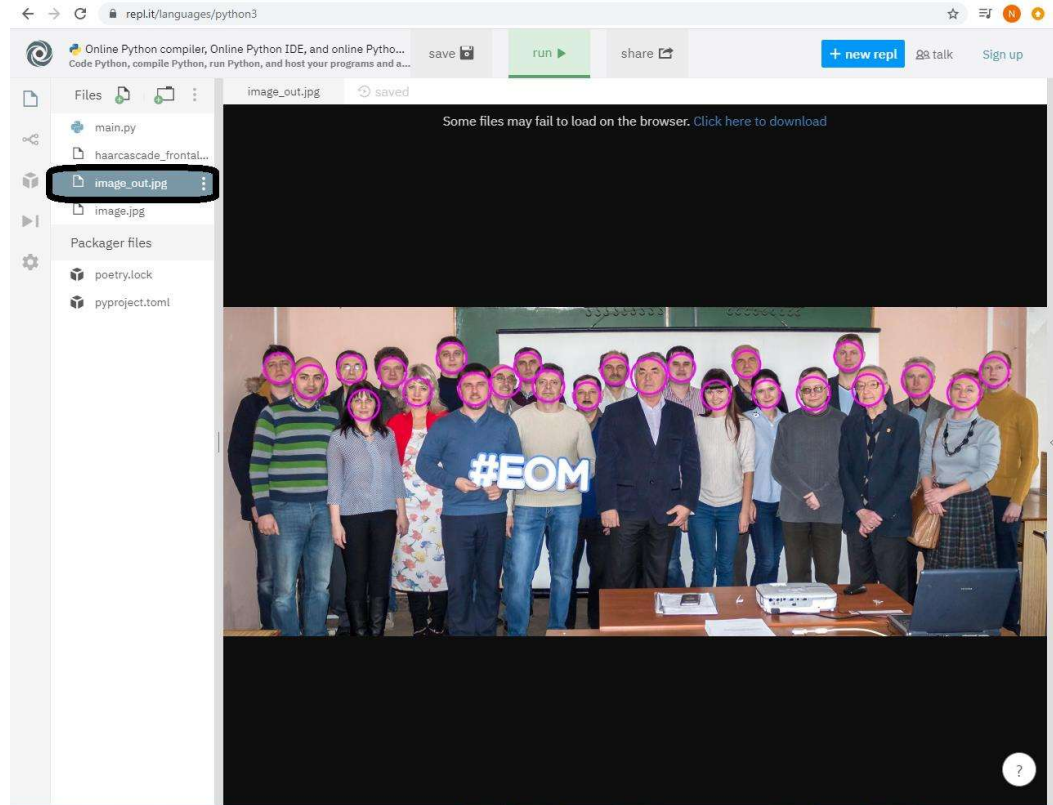 repl.it/languages/python3
N
Online Python compiler, Online Python IDE, and online Pytho...
Code Python, compile Python, run Python, and host your programs and a...
save
run
share
+ new repl
talk
Sign up
Files
image_out.jpg
saved
main.py
Some files may fail to load on the browser. Click here to download
haarcascade_frontal...
image_out.jpg
image.jpg
Packager files
poetry.lock
pyproject.toml
#EOM
?